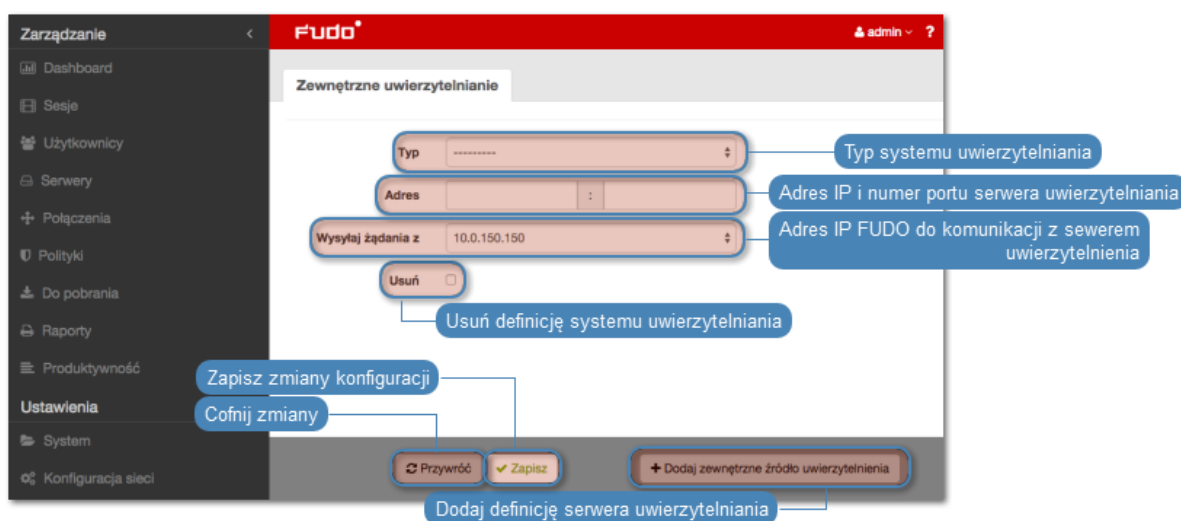 Zarządzanie
FUDO
admin ?
Dashboard
Zewnętrzne uwierzytelnianie
Sesje
Użytkownicy
Typ ---------
Typ systemu uwierzytelniania
Serwery
Adres :
Adres IP i numer portu serwera uwierzytelniania
Połączenia
Wysyłaj żądania z 10.0.150.150
Adres IP FUDO do komunikacji z sewerem
uwierzytelnienia
Polityki
Usuń
Do pobrania
Usuń definicję systemu uwierzytelniania
Raporty
Produktywność
Zapisz zmiany konfiguracji
Ustawienia
Cofnij zmiany
System
Przywróć Zapisz + Dodaj zewnętrzne źródło uwierzytelnienia
Konfiguracja sieci
Dodaj definicję serwera uwierzytelniania